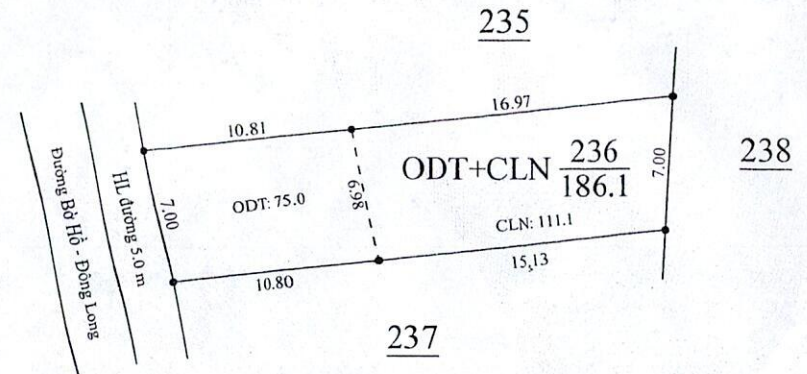 235
16.97
10.81
ODT+CLN 236
186.1
238
7.00
6.98
7.00
ODT: 75.0
CLN: 111.1
HL đường 5.0 m
Đường Bờ Hồ - Đông Long
10.80
15,13
237